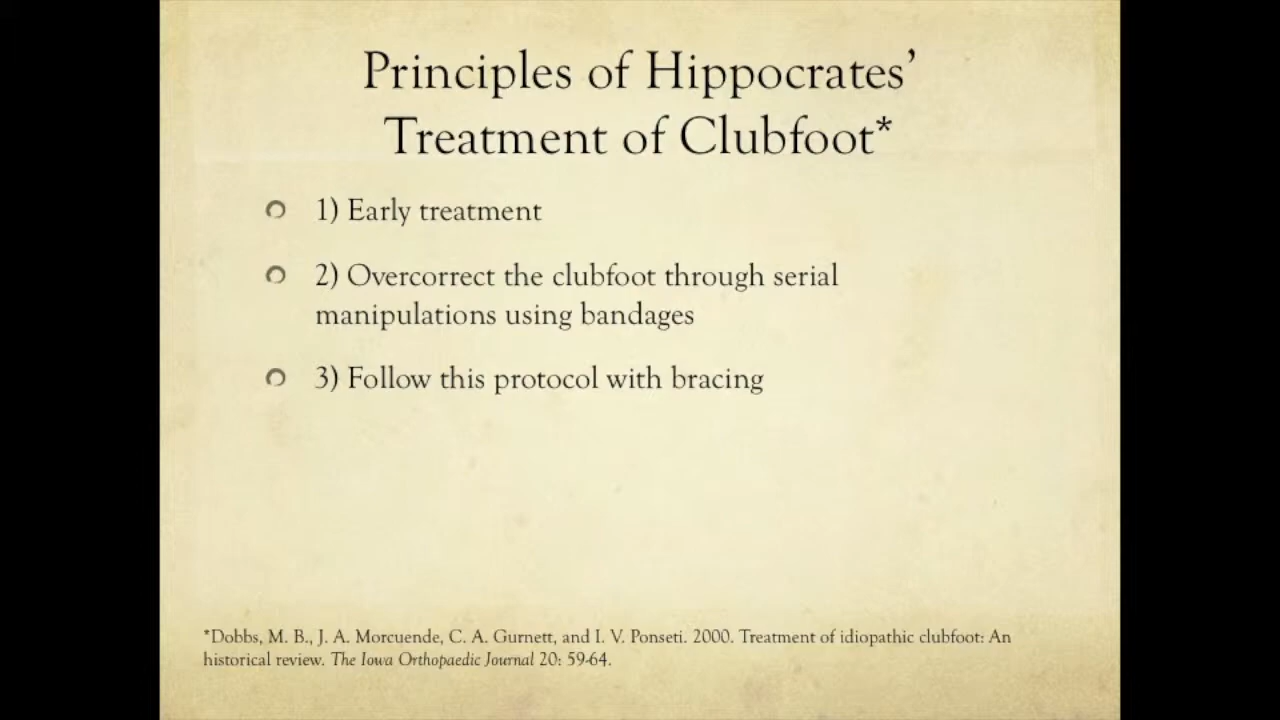 Principles of Hippocrates’
Treatment of Clubfoot*
1) Early treatment
2) Overcorrect the clubfoot through serial
manipulations using bandages
3) Follow this protocol with bracing
*Dobbs, M. B., J. A. Morcuende, C. A. Gurnett, and I. V. Ponseti. 2000. Treatment of idiopathic clubfoot: An
historical review. The Iowa Orthopaedic Journal 20: 59-64.